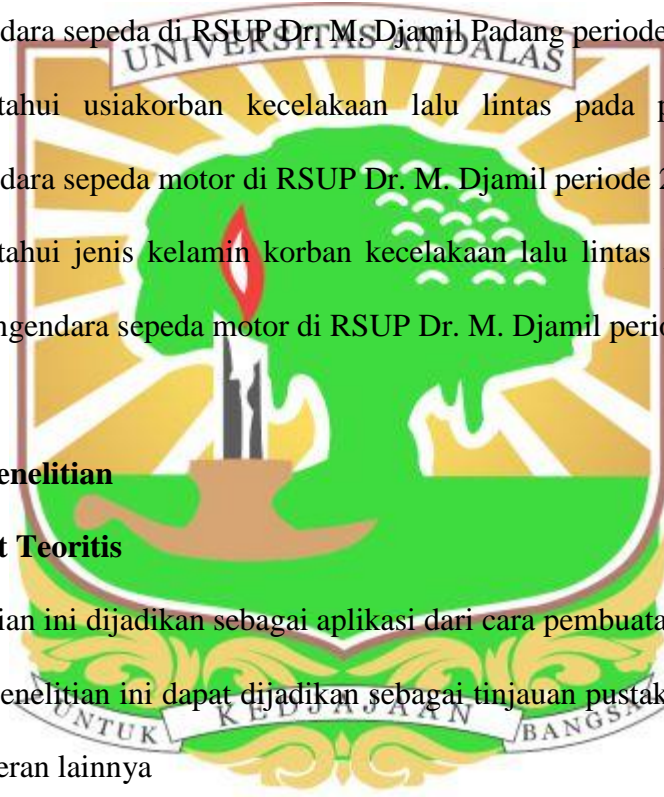 dara sepeda di RSUP Dr. M. Djamil Padang periode
UNIVERSITAS ANDALAS
tahui usiakorban kecelakaan lalu lintas pada
dara sepeda motor di RSUP Dr. M. Djamil periode 2
tahui jenis kelamin korban kecelakaan lalu lintas
ngendara sepeda motor di RSUP Dr. M. Djamil perio
enelitian
t Teoritis
ian ini dijadikan sebagai aplikasi dari cara pembuata
enelitian ini dapat dijadikan sebagai tinjauan pustak
UNTUK KEDJAJAAN BANGSA
eran lainnya